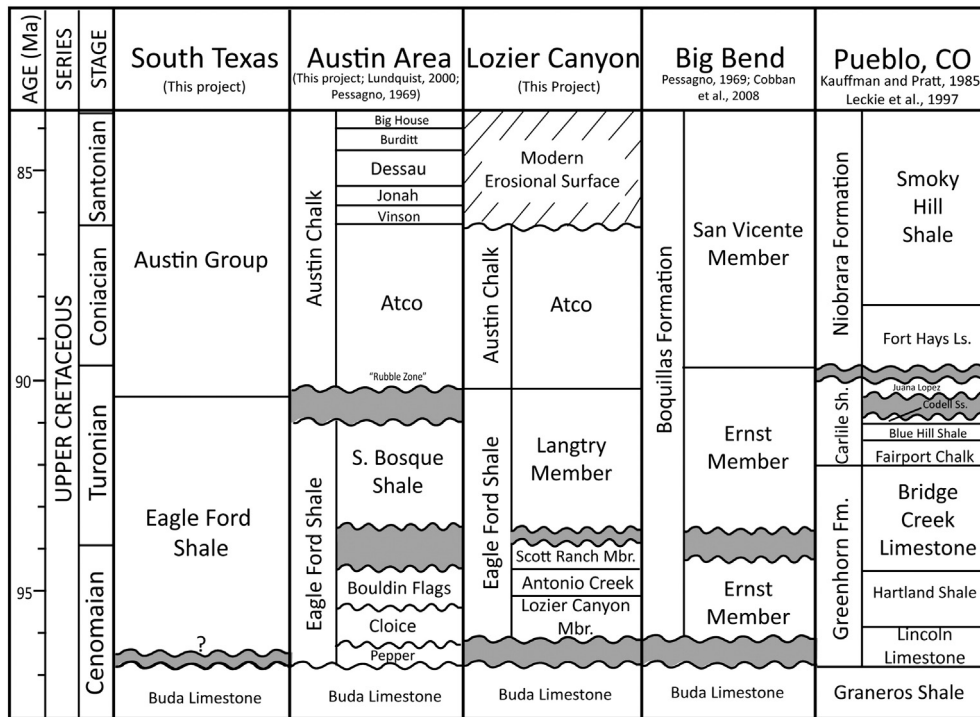 AGE (Ma)
SERIES
STAGE
South Texas
(This project)
Austin Area
(This project; Lundquist, 2000;
Pessagno, 1969)
Lozier Canyon
(This Project)
Big Bend
Pessagno, 1969; Cobban
et al., 2008
Pueblo, CO
Kauffman and Pratt, 1985
Leckie et al., 1997
85
90
95
UPPER CRETACEOUS
Santonian
Coniacian
Turonian
Cenomaian
Austin Group
Eagle Ford
Shale
?
Buda Limestone
Austin Chalk
Big House
Burditt
Dessau
Jonah
Vinson
Atco
"Rubble Zone"
Eagle Ford Shale
S. Bosque
Shale
Bouldin Flags
Cloice
Pepper
Buda Limestone
Modern
Erosional Surface
Austin Chalk
Atco
Eagle Ford Shale
Langtry
Member
Scott Ranch Mbr.
Antonio Creek
Lozier Canyon
Mbr.
Buda Limestone
Boquillas Formation
San Vicente
Member
Ernst
Member
Ernst
Member
Buda Limestone
Niobrara Formation
Smoky
Hill
Shale
Fort Hays Ls.
Carlile Sh.
Juana Lopez
Codell Ss.
Blue Hill Shale
Fairport Chalk
Greenhorn Fm.
Bridge
Creek
Limestone
Hartland Shale
Lincoln
Limestone
Graneros Shale